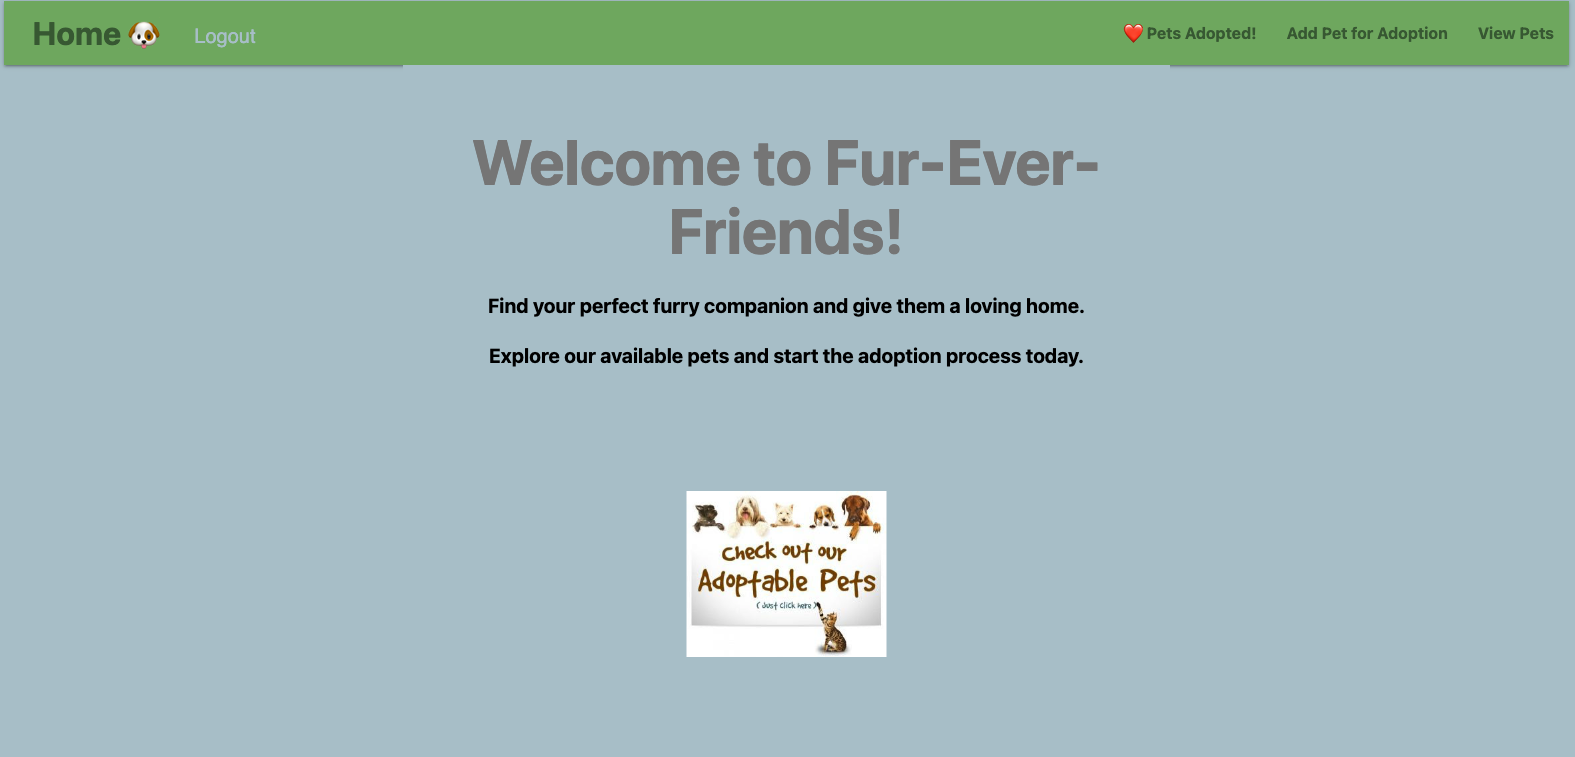 Home 🐶 Logout ❤️ Pets Adopted! Add Pet for Adoption View Pets
Welcome to Fur-Ever-
Friends!
Find your perfect furry companion and give them a loving home.
Explore our available pets and start the adoption process today.
Check out our
Adoptable Pets
( Just click here )